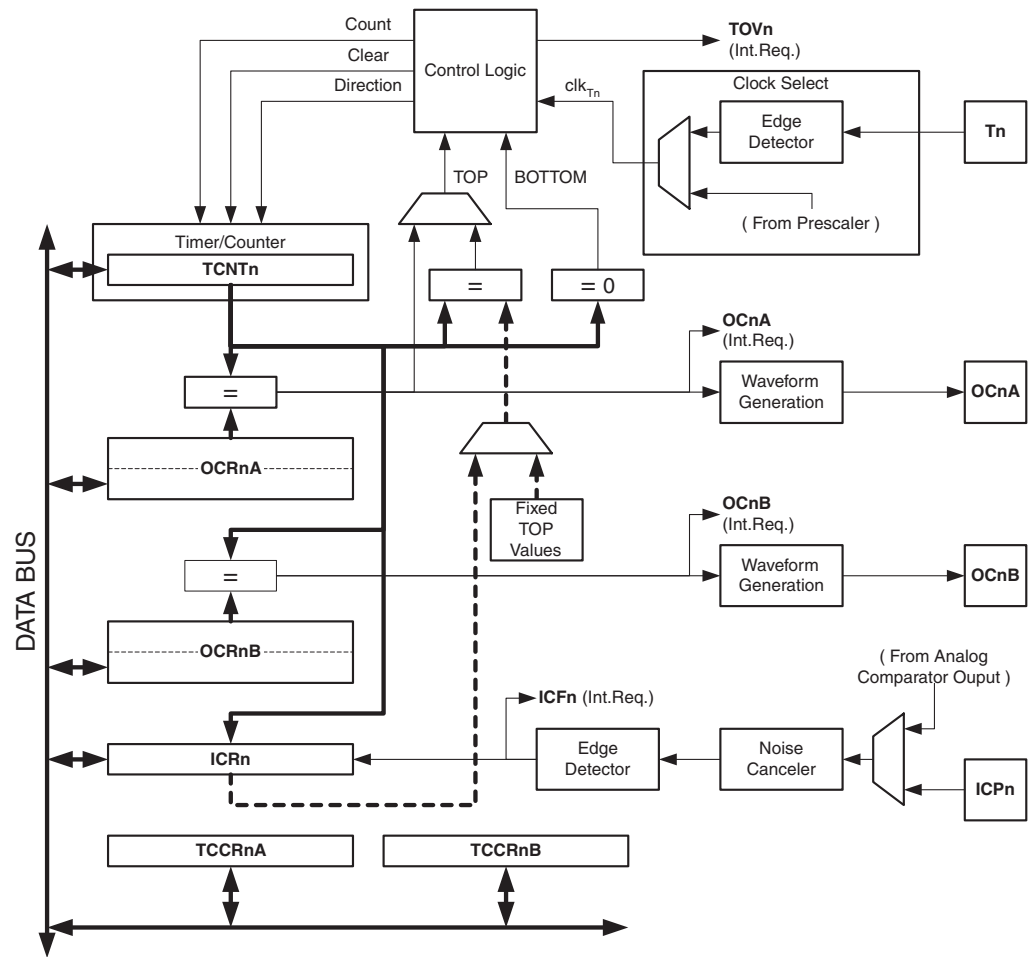 Count
Clear
Direction
Control Logic
TOVn
(Int.Req.)
clkTn
Clock Select
Edge
Detector
Tn
( From Prescaler )
TOP
BOTTOM
Timer/Counter
TCNTn
=
= 0
OCnA
(Int.Req.)
=
Waveform
Generation
OCnA
OCRnA
Fixed
TOP
Values
OCnB
(Int.Req.)
=
Waveform
Generation
OCnB
OCRnB
DATA BUS
( From Analog
Comparator Ouput )
ICFn (Int.Req.)
ICRn
Edge
Detector
Noise
Canceler
ICPn
TCCRnA
TCCRnB